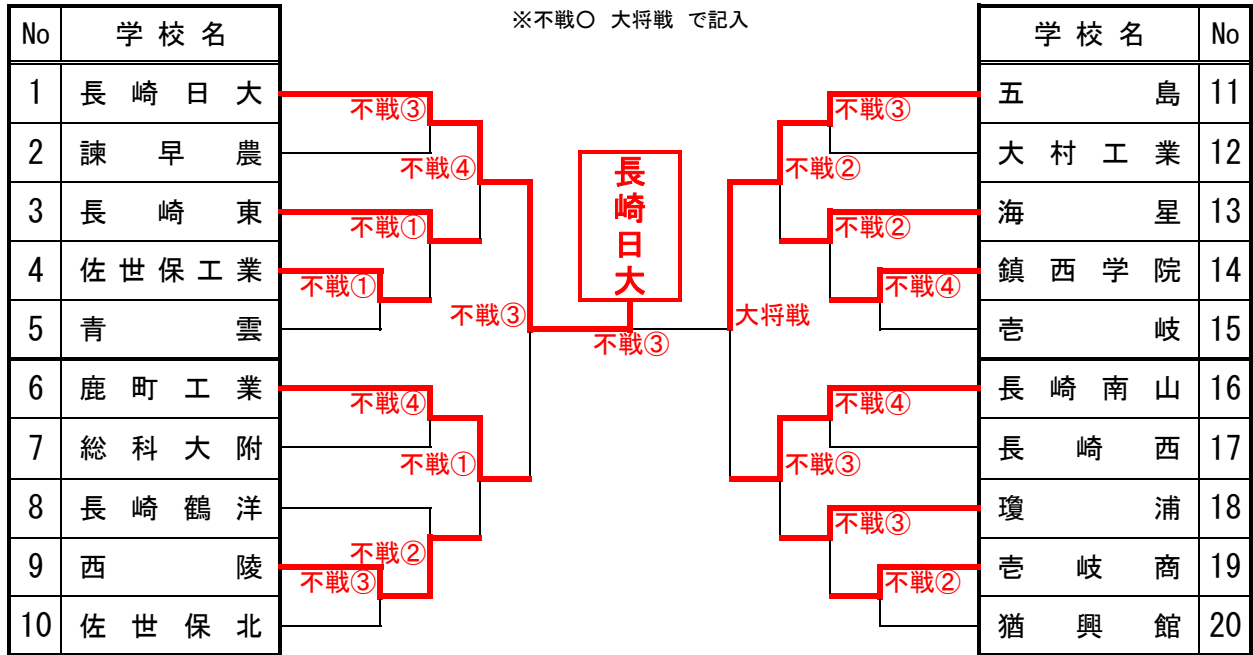 ※不戦〇 大将戦 で記入
No 学校名
1 長崎日大
2 諫早農
3 長崎東
4 佐世保工業
5 青雲
6 鹿町工業
7 総科大附
8 長崎鶴洋
9 西陵
10 佐世保北
不戦③
不戦④
不戦①
不戦①
不戦③
不戦④
不戦①
不戦②
不戦③
長崎日大
不戦③
学校名 No
五島 11
大村工業 12
海星 13
鎮西学院 14
壱岐 15
長崎南山 16
長崎西 17
瓊浦 18
壱岐商 19
猶興館 20
不戦③
不戦②
不戦②
不戦④
大将戦
不戦④
不戦③
不戦③
不戦②